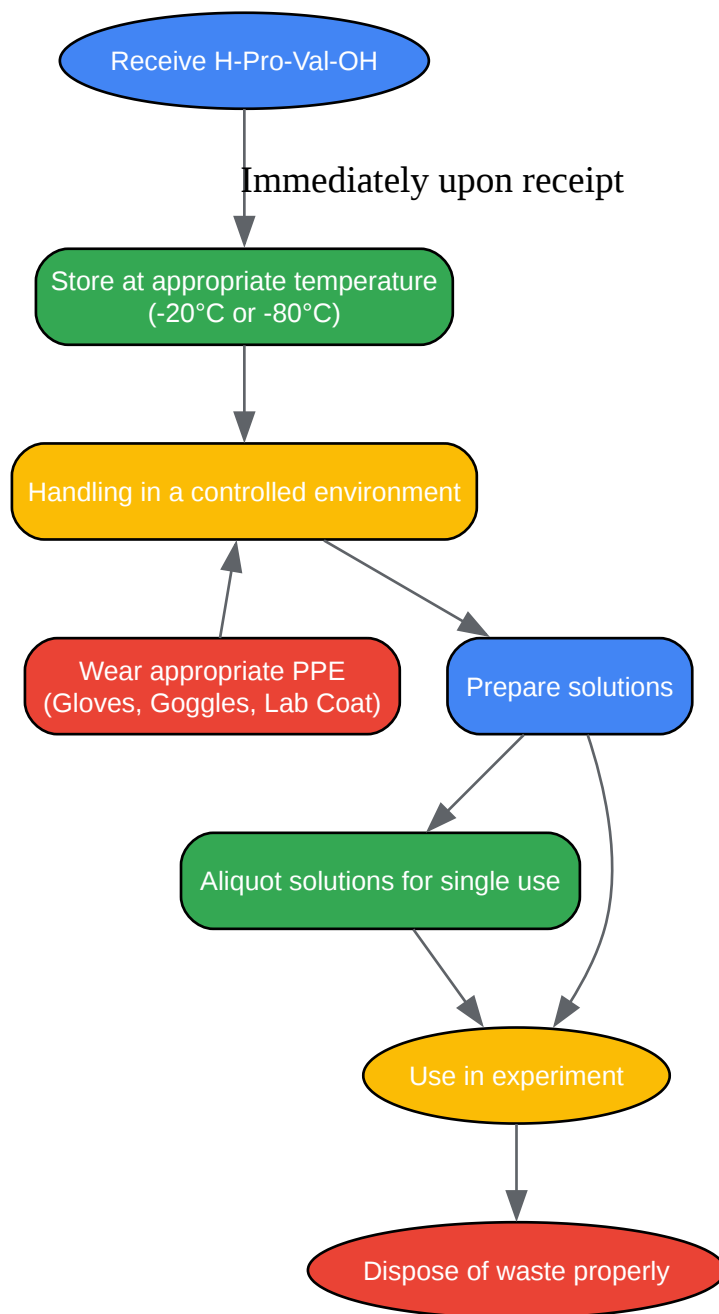 Receive H-Pro-Val-OH
Immediately upon receipt
Store at appropriate temperature
(-20°C or -80°C)
Handling in a controlled environment
Wear appropriate PPE
(Gloves, Goggles, Lab Coat)
Prepare solutions
Aliquot solutions for single use
Use in experiment
Dispose of waste properly